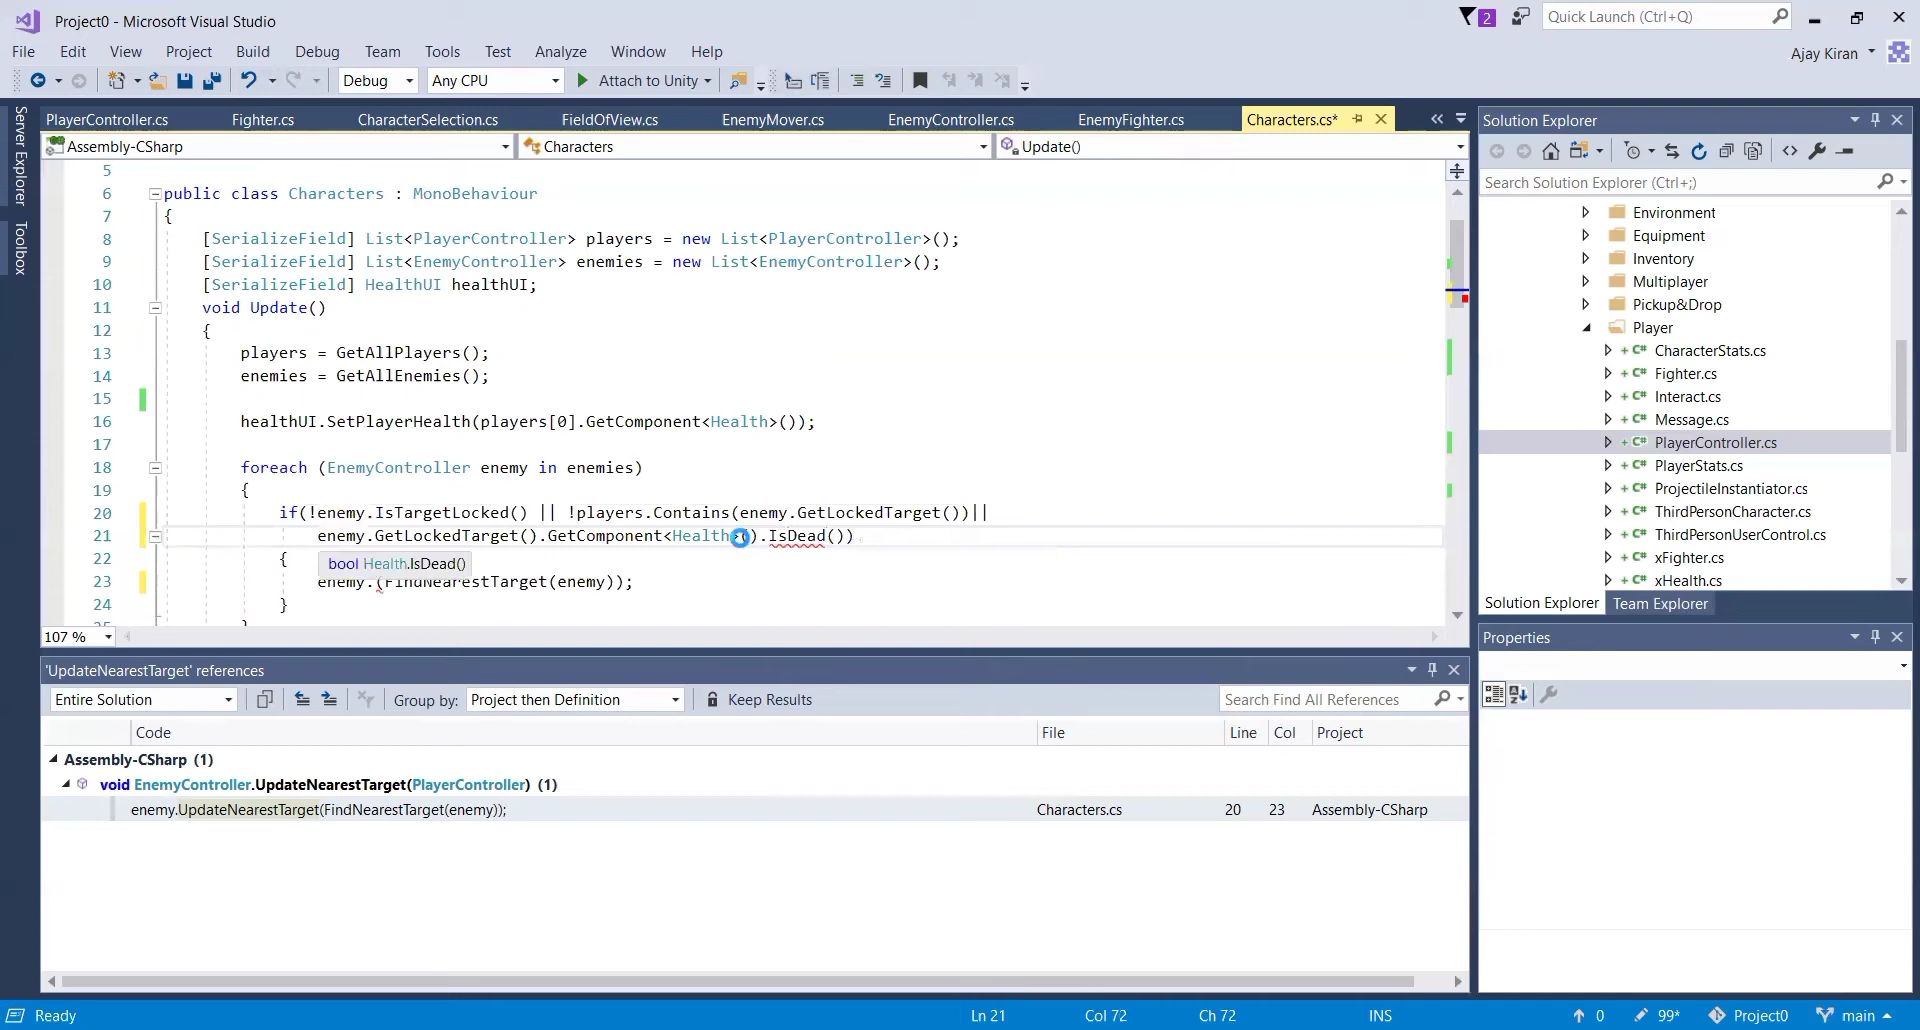 Project0 - Microsoft Visual Studio
2
Quick Launch (Ctrl+Q)
File Edit View Project Build Debug Team Tools Test Analyze Window Help
Ajay Kiran
Debug Any CPU Attach to Unity
Server Explorer
Toolbox
PlayerController.cs Fighter.cs CharacterSelection.cs FieldOfView.cs EnemyMover.cs EnemyController.cs EnemyFighter.cs Characters.cs*
Assembly-CSharp Characters Update()
5
6 public class Characters : MonoBehaviour
7 {
8 [SerializeField] List<PlayerController> players = new List<PlayerController>();
9 [SerializeField] List<EnemyController> enemies = new List<EnemyController>();
10 [SerializeField] HealthUI healthUI;
11 void Update()
12 {
13 players = GetAllPlayers();
14 enemies = GetAllEnemies();
15
16 healthUI.SetPlayerHealth(players[0].GetComponent<Health>());
17
18 foreach (EnemyController enemy in enemies)
19 {
20 if(!enemy.IsTargetLocked() || !players.Contains(enemy.GetLockedTarget())||
21 enemy.GetLockedTarget().GetComponent<Health>().IsDead())
22 {
bool Health.IsDead()
23 enemy.(FindNearestTarget(enemy));
24 }
25 }
107 %
'UpdateNearestTarget' references
Entire Solution Group by: Project then Definition Keep Results Search Find All References
Code File Line Col Project
Assembly-CSharp (1)
void EnemyController.UpdateNearestTarget(PlayerController) (1)
enemy.UpdateNearestTarget(FindNearestTarget(enemy)); Characters.cs 20 23 Assembly-CSharp
Solution Explorer
Search Solution Explorer (Ctrl+;)
Environment
Equipment
Inventory
Multiplayer
Pickup&Drop
Player
C# CharacterStats.cs
C# Fighter.cs
C# Interact.cs
C# Message.cs
C# PlayerController.cs
C# PlayerStats.cs
C# ProjectileInstantiator.cs
C# ThirdPersonCharacter.cs
C# ThirdPersonUserControl.cs
C# xFighter.cs
C# xHealth.cs
Solution Explorer Team Explorer
Properties
Ready Ln 21 Col 72 Ch 72 INS 0 99* Project0 main